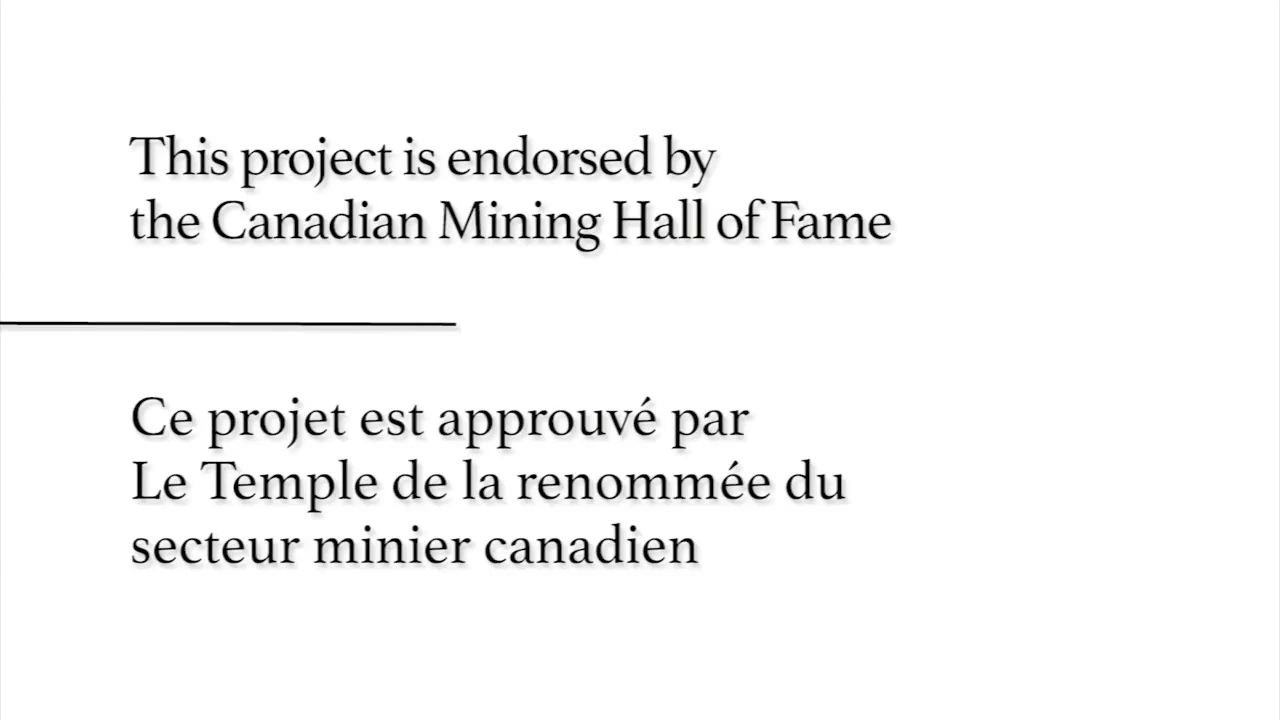 This project is endorsed by
the Canadian Mining Hall of Fame
Ce projet est approuvé par
Le Temple de la renommée du
secteur minier canadien